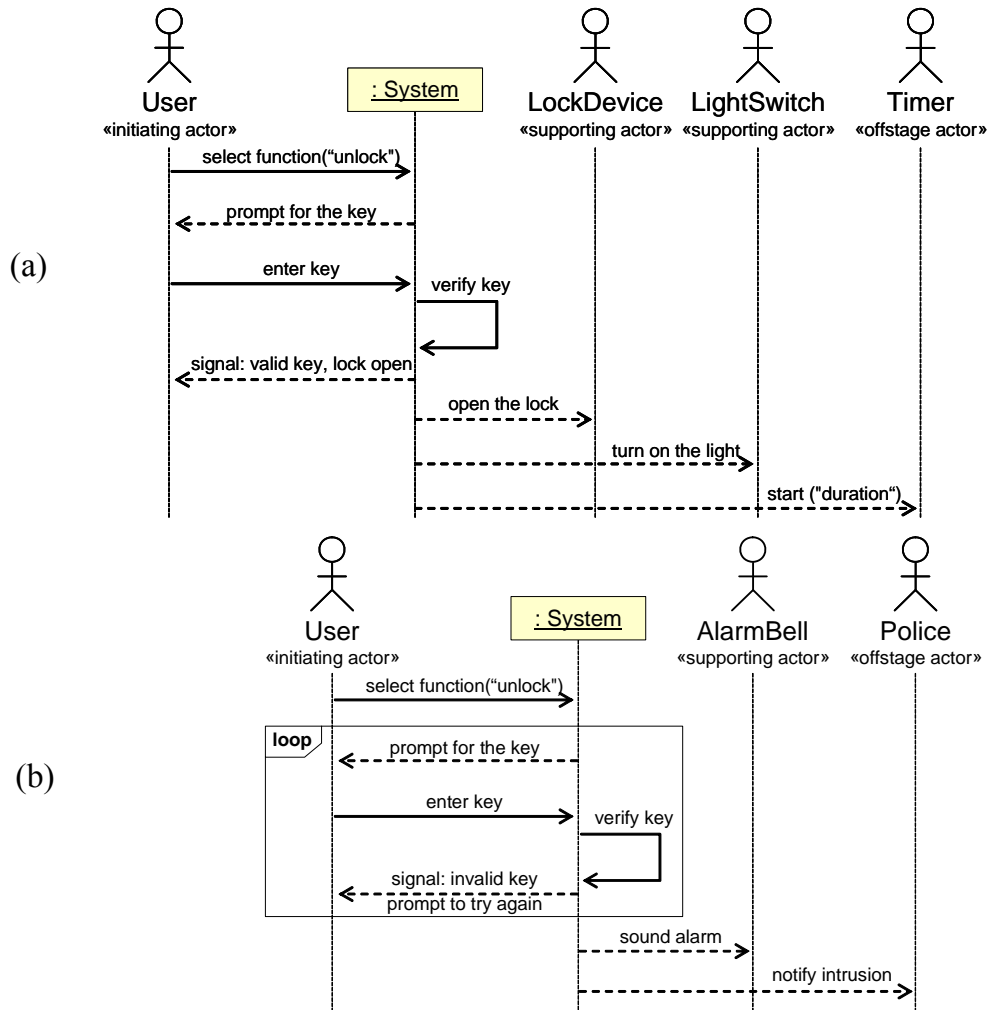 User
«initiating actor»
: System
LockDevice
«supporting actor»
LightSwitch
«supporting actor»
Timer
«offstage actor»
select function(“unlock")
prompt for the key
(a)
enter key
verify key
signal: valid key, lock open
open the lock
turn on the light
start ("duration“)
User
«initiating actor»
: System
AlarmBell
«supporting actor»
Police
«offstage actor»
select function(“unlock")
loop
prompt for the key
(b)
enter key
verify key
signal: invalid key
prompt to try again
sound alarm
notify intrusion